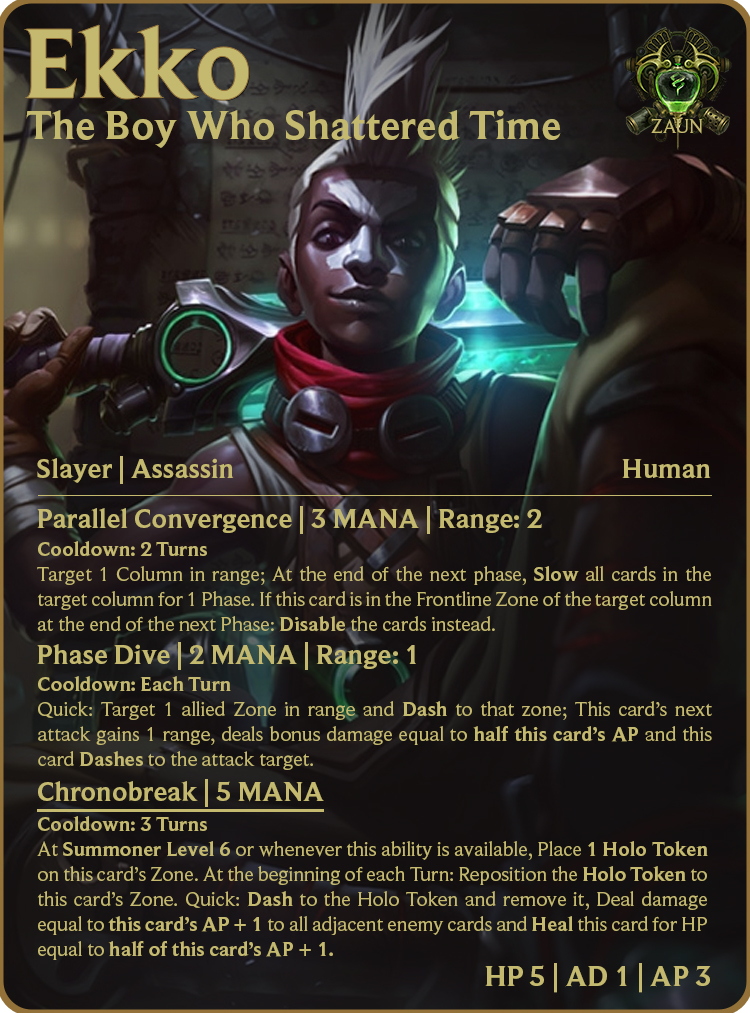 Ekko
The Boy Who Shattered Time
ZAUN
Slayer | Assassin
Human
Parallel Convergence | 3 MANA | Range: 2
Cooldown: 2 Turns
Target 1 Column in range; At the end of the next phase, Slow all cards in the
target column for 1 Phase. If this card is in the Frontline Zone of the target column
at the end of the next Phase: Disable the cards instead.
Phase Dive | 2 MANA | Range: 1
Cooldown: Each Turn
Quick: Target 1 allied Zone in range and Dash to that zone; This card's next
attack gains 1 range, deals bonus damage equal to half this card's AP and this
card Dashes to the attack target.
Chronobreak | 5 MANA
Cooldown: 3 Turns
At Summoner Level 6 or whenever this ability is available, Place 1 Holo Token
on this card's Zone. At the beginning of each Turn: Reposition the Holo Token to
this card's Zone. Quick: Dash to the Holo Token and remove it, Deal damage
equal to this card's AP + 1 to all adjacent enemy cards and Heal this card for HP
equal to half of this card's AP + 1.
HP 5 | AD 1 | AP 3